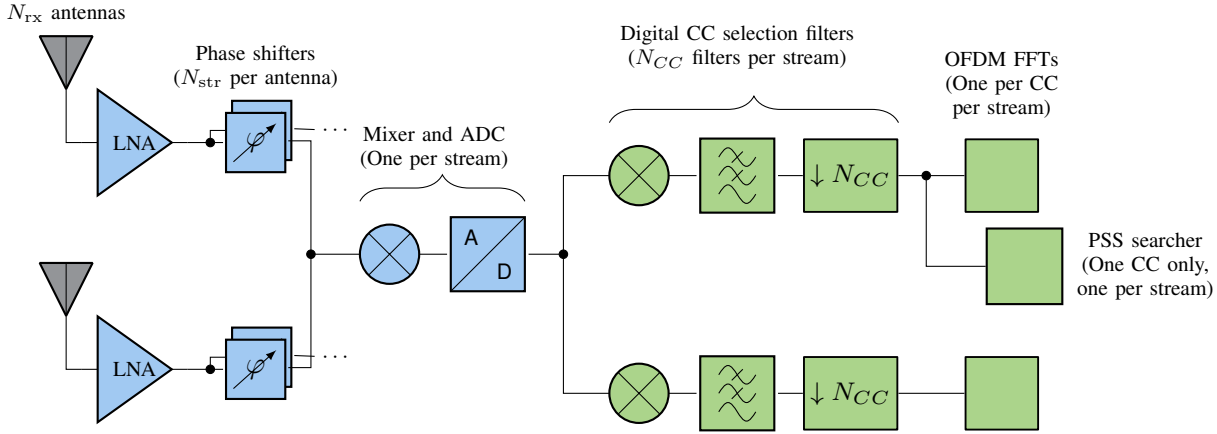 N_rx antennas
Phase shifters
(N_str per antenna)
LNA
φ
· · ·
Mixer and ADC
(One per stream)
A
D
Digital CC selection filters
(N_CC filters per stream)
↓ N_CC
OFDM FFTs
(One per CC
per stream)
PSS searcher
(One CC only,
one per stream)
LNA
φ
· · ·
↓ N_CC